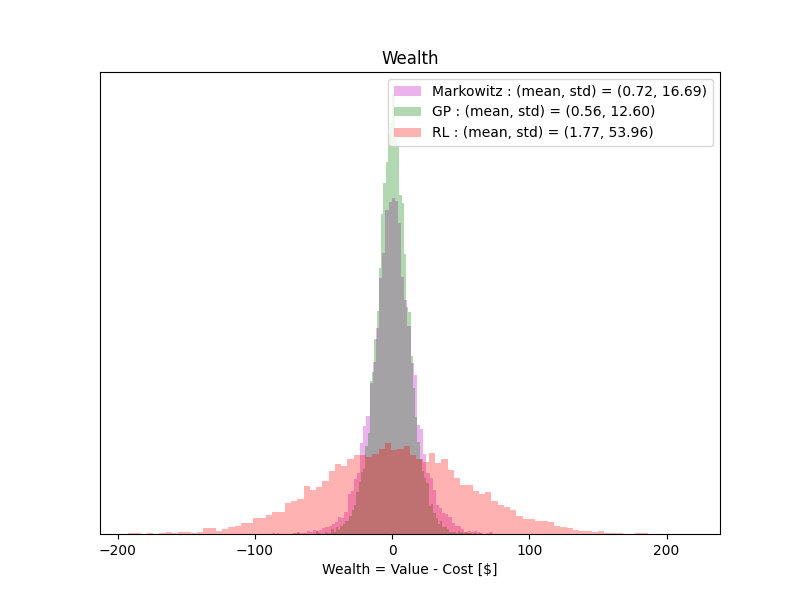 Wealth
Markowitz : (mean, std) = (0.72, 16.69)
GP : (mean, std) = (0.56, 12.60)
RL : (mean, std) = (1.77, 53.96)
−200 −100 0 100 200
Wealth = Value - Cost [$]